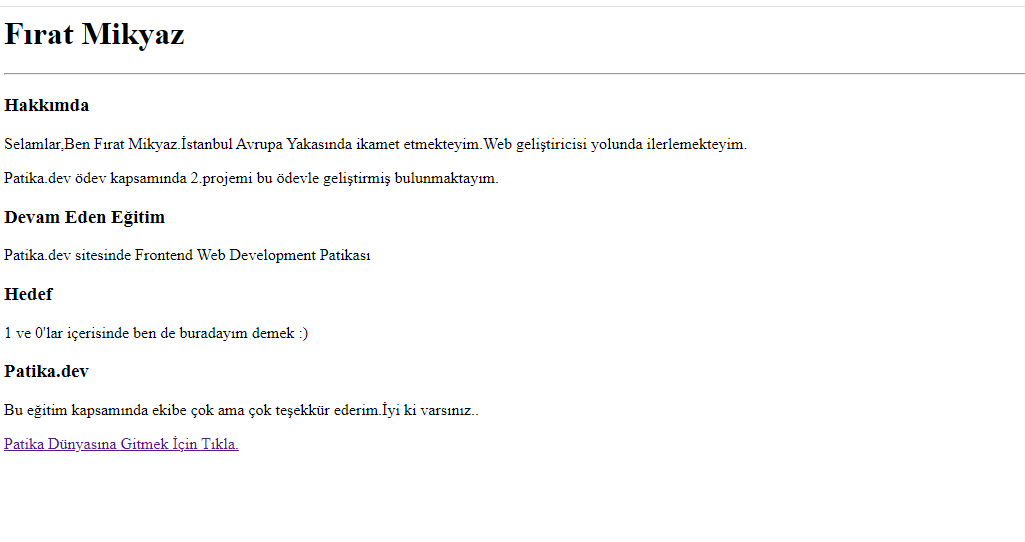 Fırat Mikyaz
Hakkımda
Selamlar,Ben Fırat Mikyaz.İstanbul Avrupa Yakasında ikamet etmekteyim.Web geliştiricisi yolunda ilerlemekteyim.
Patika.dev ödev kapsamında 2.projemi bu ödevle geliştirmiş bulunmaktayım.
Devam Eden Eğitim
Patika.dev sitesinde Frontend Web Development Patikası
Hedef
1 ve 0'lar içerisinde ben de buradayım demek :)
Patika.dev
Bu eğitim kapsamında ekibe çok ama çok teşekkür ederim.İyi ki varsınız..
Patika Dünyasına Gitmek İçin Tıkla.